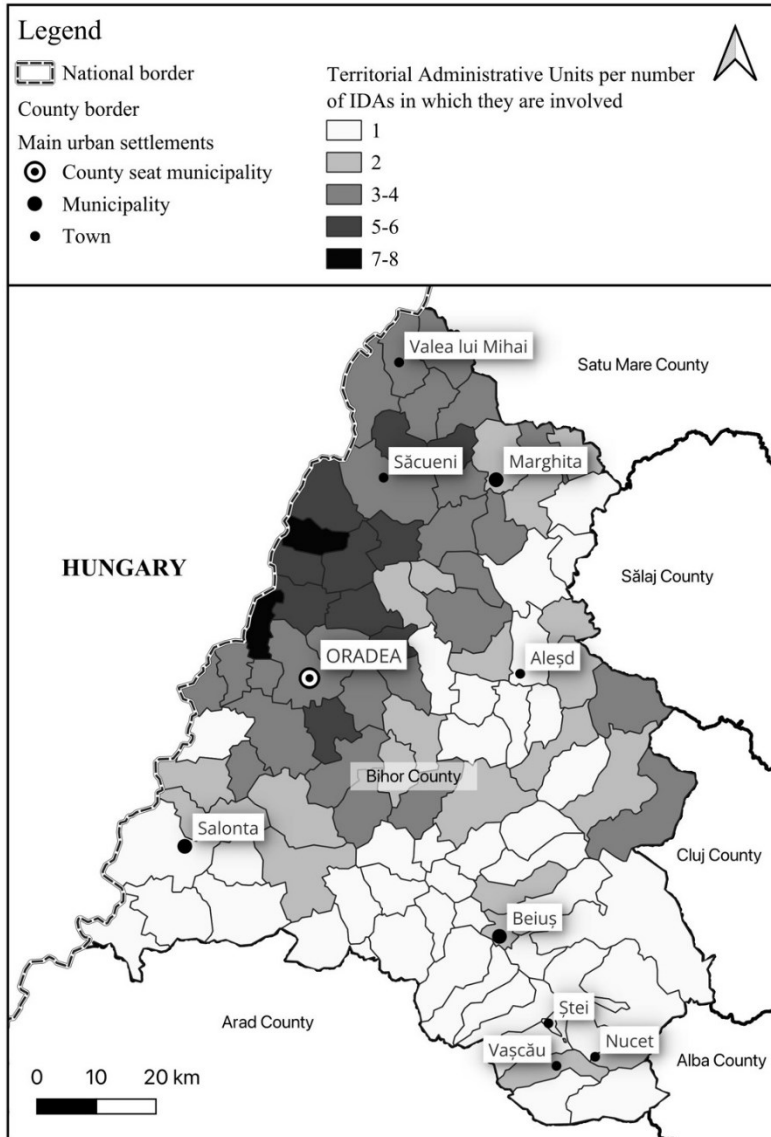 Legend
National border
County border
Main urban settlements
County seat municipality
Municipality
Town
Territorial Administrative Units per number
of IDAs in which they are involved
1
2
3-4
5-6
7-8
Valea lui Mihai
Satu Mare County
Săcueni
Marghita
HUNGARY
Sălaj County
ORADEA
Aleșd
Bihor County
Salonta
Cluj County
Beiuș
Arad County
Ștei
Nucet
Vașcău
Alba County
0 10 20 km